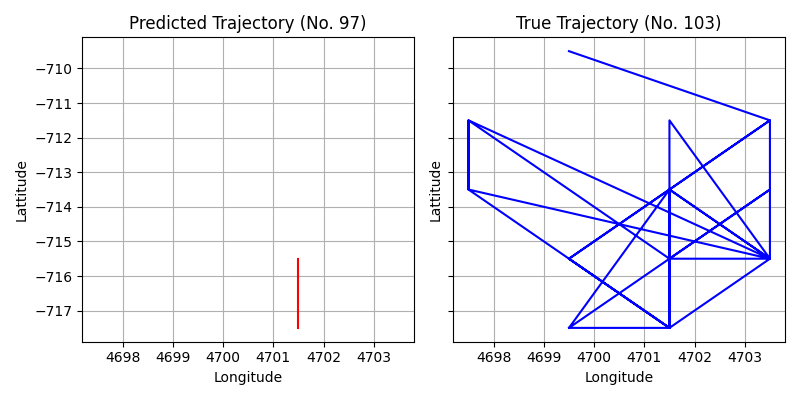 Predicted Trajectory (No. 97)
True Trajectory (No. 103)
Lattitude
−710
−711
−712
−713
−714
−715
−716
−717
4698 4699 4700 4701 4702 4703
Longitude
Lattitude
4698 4699 4700 4701 4702 4703
Longitude